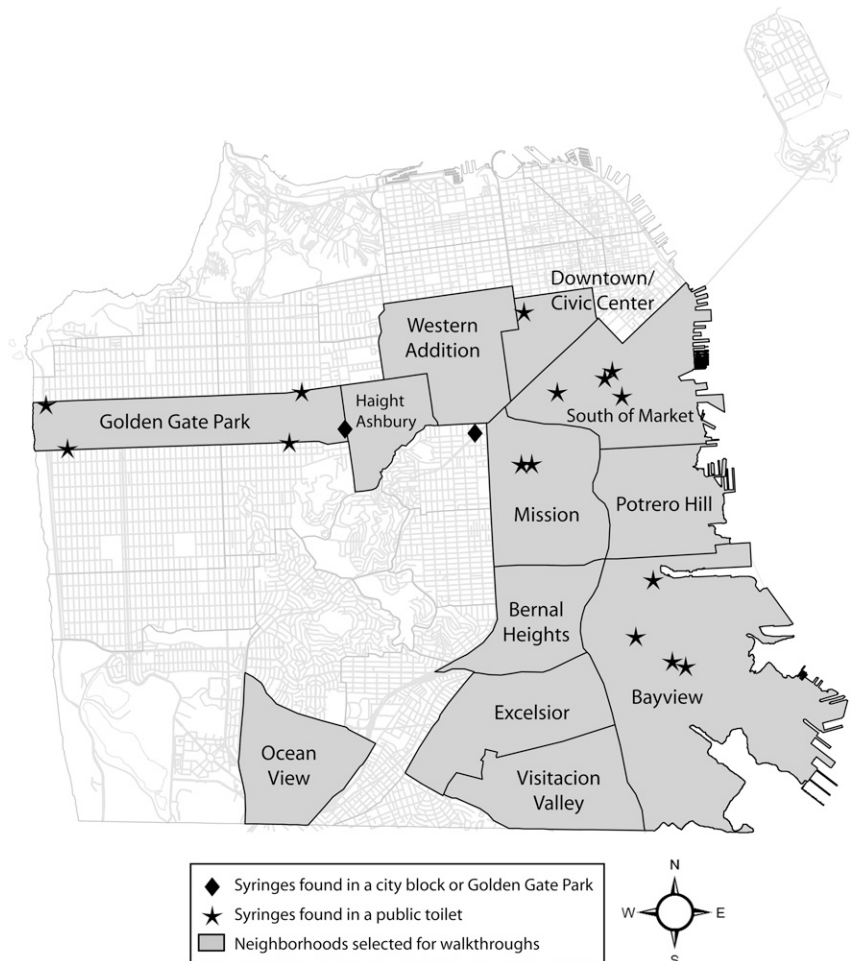 Downtown/
Civic Center
Western
Addition
Haight
Ashbury
Golden Gate Park
South of Market
Mission
Potrero Hill
Bernal
Heights
Bayview
Excelsior
Ocean
View
Visitacion
Valley
Syringes found in a city block or Golden Gate Park
Syringes found in a public toilet
Neighborhoods selected for walkthroughs
N
W
E
S